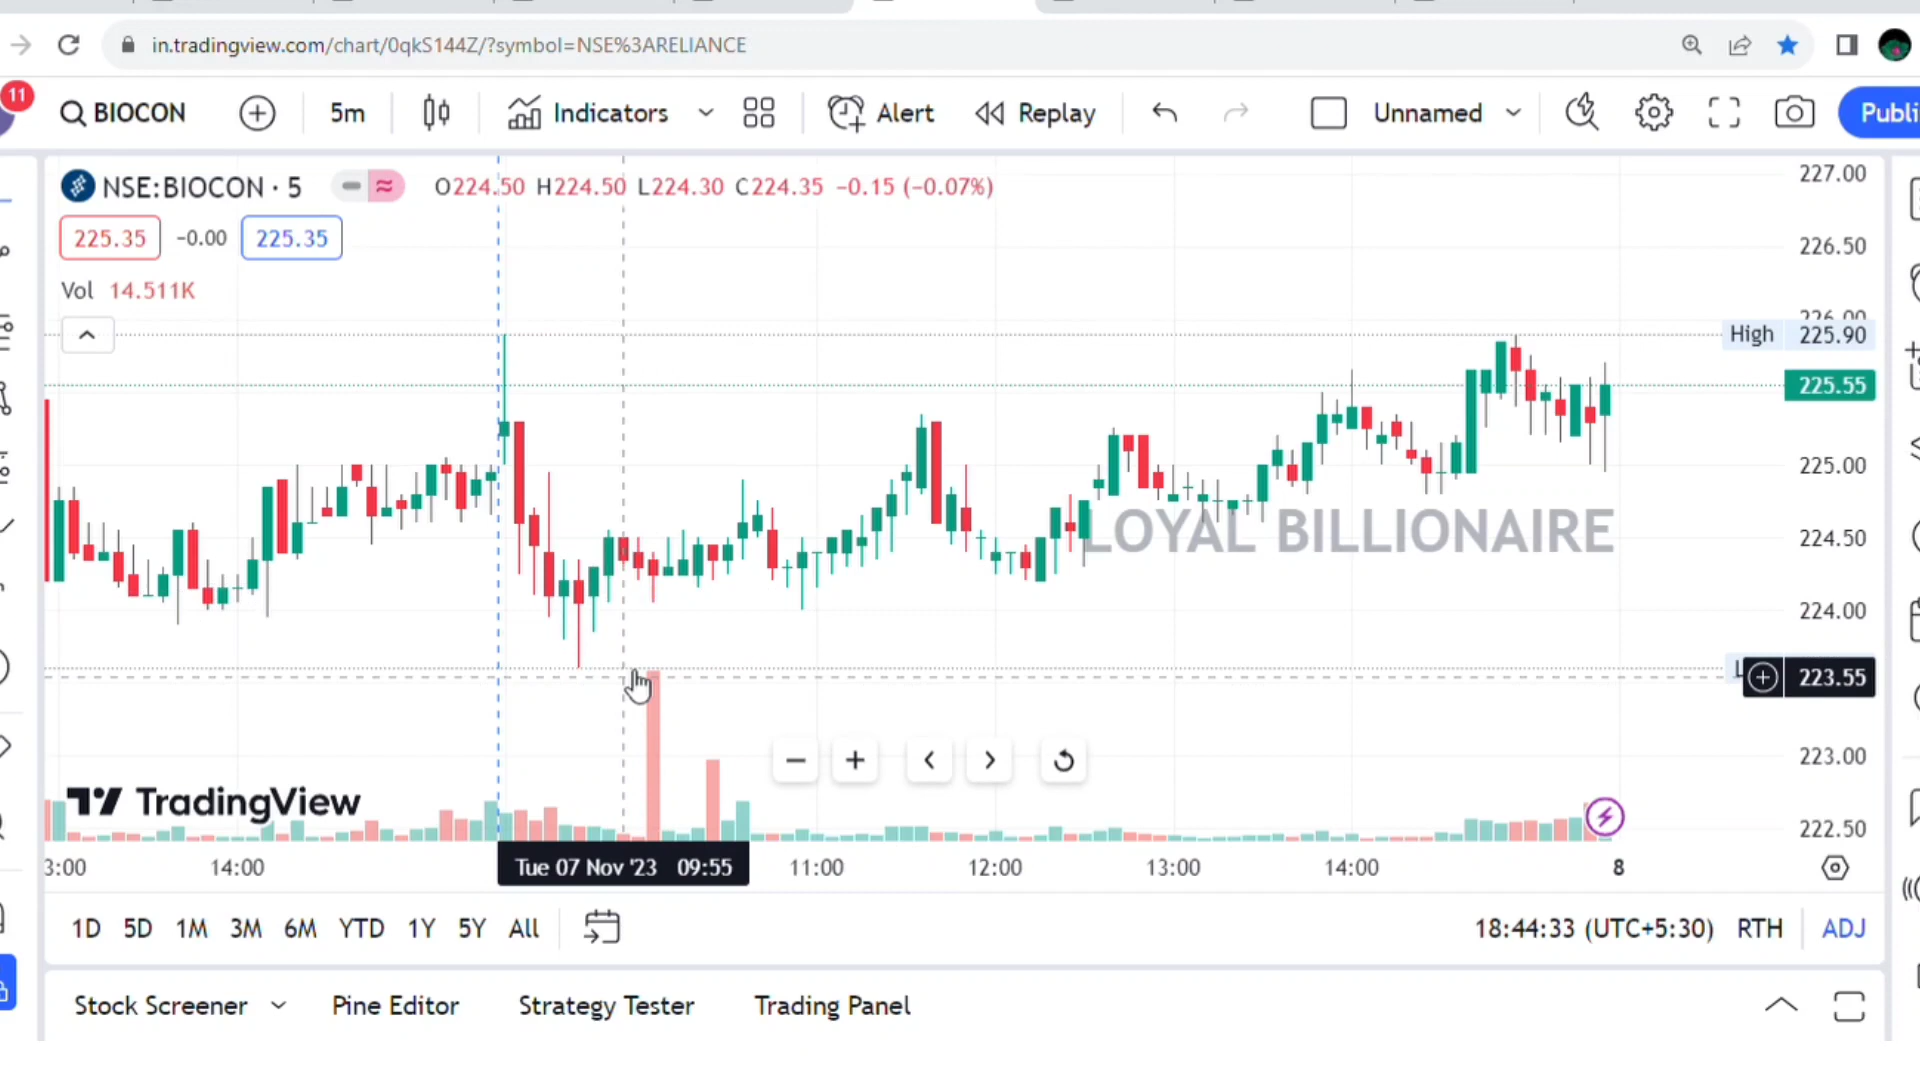 in.tradingview.com/chart/0qkS144Z/?symbol=NSE%3ARELIANCE
11
BIOCON
5m
Indicators
Alert
Replay
Unnamed
Publi
NSE:BIOCON · 5
O224.50 H224.50 L224.30 C224.35 −0.15 (−0.07%)
225.35 −0.00 225.35
Vol 14.511K
227.00
226.50
226.00
High 225.90
225.55
225.00
224.50
LOYAL BILLIONAIRE
224.00
L 223.55
223.00
TradingView
222.50
3:00 14:00 Tue 07 Nov '23 09:55 11:00 12:00 13:00 14:00 8
1D 5D 1M 3M 6M YTD 1Y 5Y All 18:44:33 (UTC+5:30) RTH ADJ
Stock Screener Pine Editor Strategy Tester Trading Panel